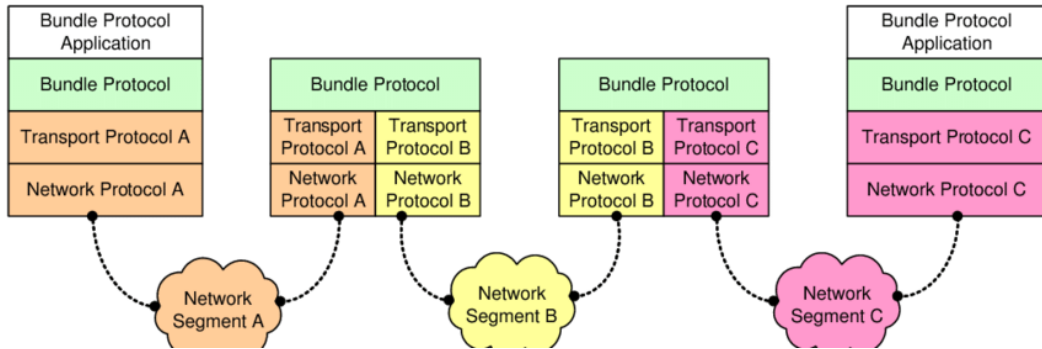 Bundle Protocol
Application
Bundle Protocol
Transport Protocol A
Network Protocol A
Bundle Protocol
Transport
Protocol A
Transport
Protocol B
Network
Protocol A
Network
Protocol B
Bundle Protocol
Transport
Protocol B
Transport
Protocol C
Network
Protocol B
Network
Protocol C
Bundle Protocol
Application
Bundle Protocol
Transport Protocol C
Network Protocol C
Network
Segment A
Network
Segment B
Network
Segment C